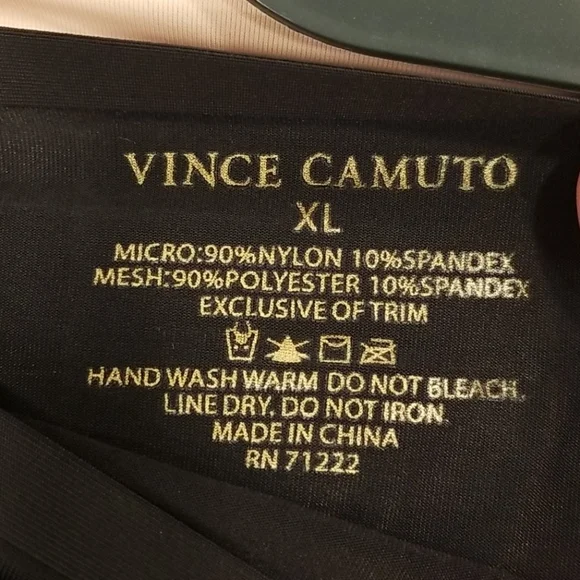 VINCE CAMUTO
XL
MICRO:90%NYLON 10%SPANDEX
MESH:90%POLYESTER 10%SPANDEX
EXCLUSIVE OF TRIM
HAND WASH WARM DO NOT BLEACH.
LINE DRY. DO NOT IRON
MADE IN CHINA
RN 71222